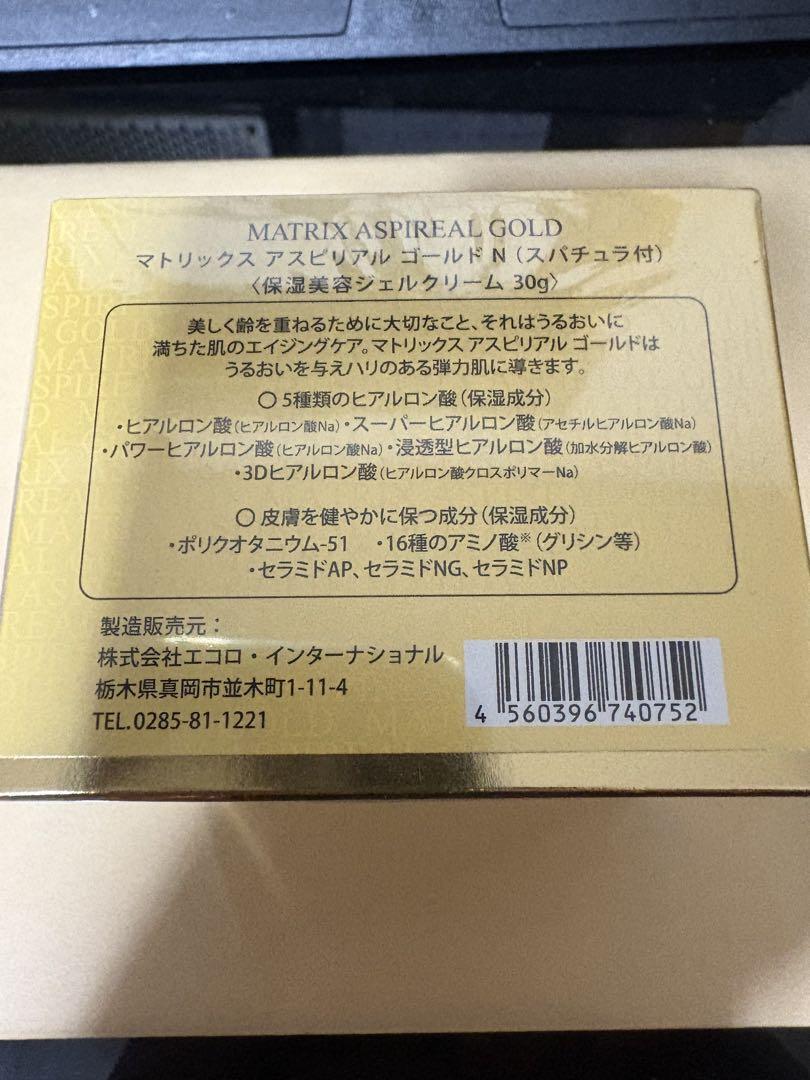 MATRIX ASPIREAL GOLD
マトリックス アスピリアル ゴールド N（スパチュラ付）
〈保湿美容ジェルクリーム 30g〉
美しく齢を重ねるために大切なこと、それはうるおいに
満ちた肌のエイジングケア。マトリックス アスピリアル ゴールドは
うるおいを与えハリのある弾力肌に導きます。
〇 5種類のヒアルロン酸（保湿成分）
・ヒアルロン酸（ヒアルロン酸Na）・スーパーヒアルロン酸（アセチルヒアルロン酸Na）
・パワーヒアルロン酸（ヒアルロン酸Na）・浸透型ヒアルロン酸（加水分解ヒアルロン酸）
・3Dヒアルロン酸（ヒアルロン酸クロスポリマーNa）
〇 皮膚を健やかに保つ成分（保湿成分）
・ポリクオタニウム-51 ・16種のアミノ酸※（グリシン等）
・セラミドAP、セラミドNG、セラミドNP
製造販売元：
株式会社エコロ・インターナショナル
栃木県真岡市並木町1-11-4
TEL.0285-81-1221
4 560396 740752